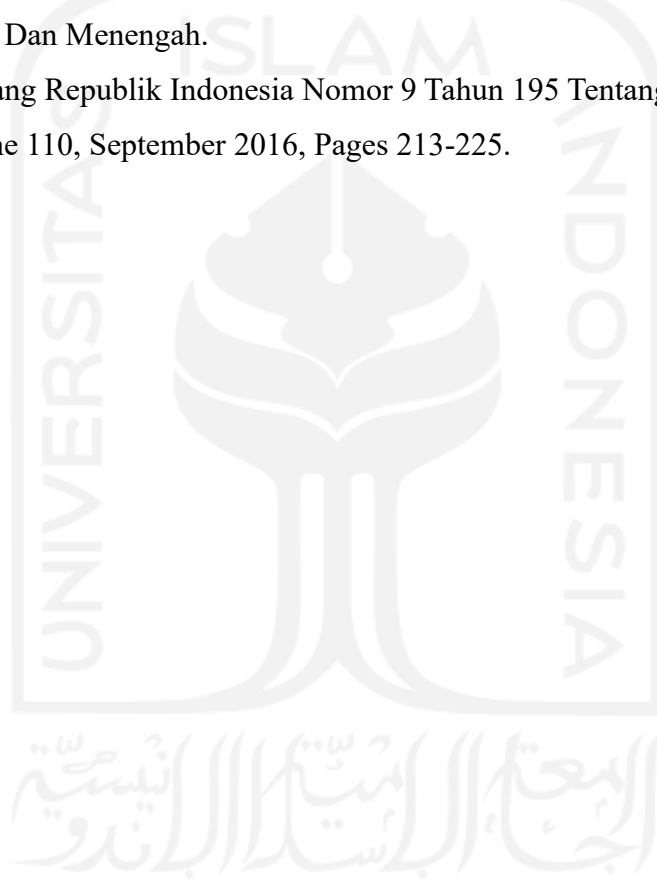 Dan Menengah.
ang Republik Indonesia Nomor 9 Tahun 195 Tentang
ne 110, September 2016, Pages 213-225.
ISLAM
UNIVERSITAS
INDONESIA